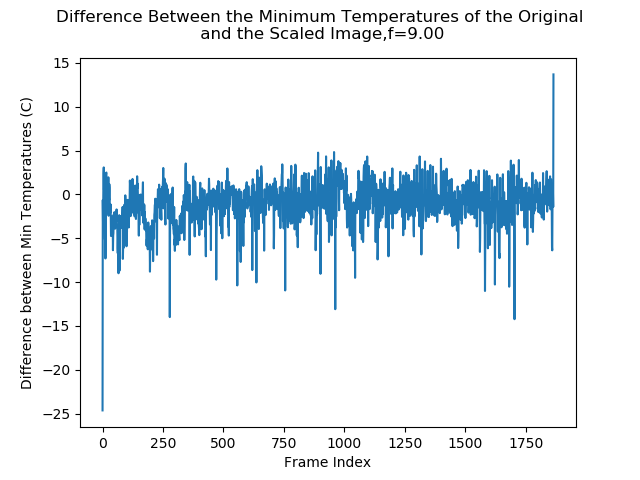 Difference Between the Minimum Temperatures of the Original
and the Scaled Image,f=9.00
15
10
5
0
−5
−10
−15
−20
−25
Difference between Min Temperatures (C)
0 250 500 750 1000 1250 1500 1750
Frame Index